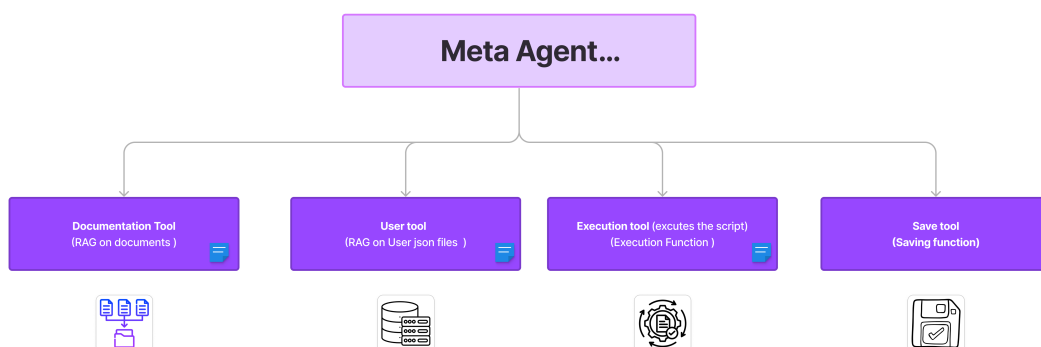 Meta Agent...
Documentation Tool
(RAG on documents )
User tool
(RAG on User json files  )
Execution tool (excutes the script)
(Execution Function )
Save tool
(Saving function)